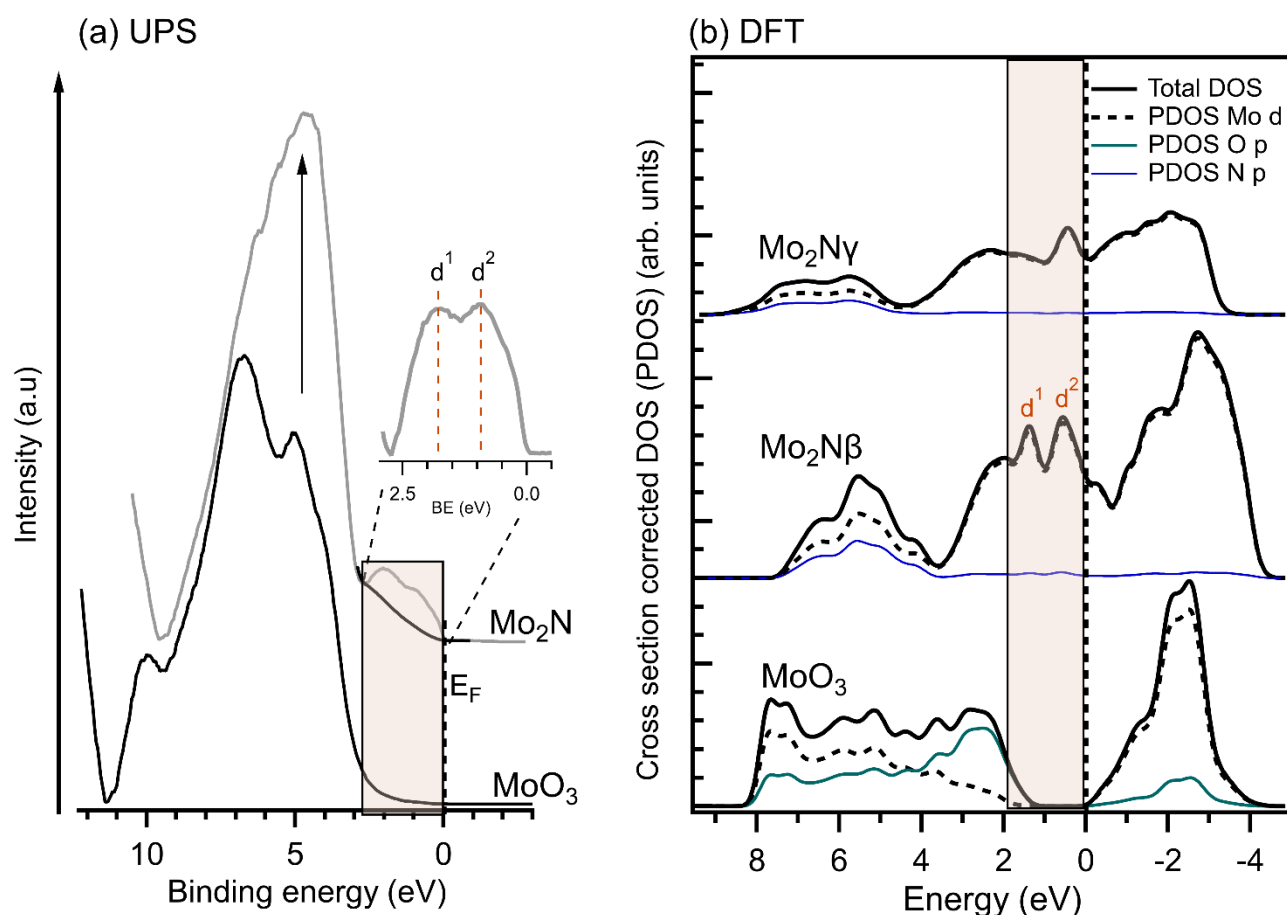 (a) UPS
Intensity (a.u)
d¹ d²
2.5 0.0
BE (eV)
Mo₂N
E_F
MoO₃
10 5 0
Binding energy (eV)
(b) DFT
Cross section corrected DOS (PDOS) (arb. units)
Total DOS
PDOS Mo d
PDOS O p
PDOS N p
Mo₂Nγ
d¹ d²
Mo₂Nβ
MoO₃
8 6 4 2 0 -2 -4
Energy (eV)